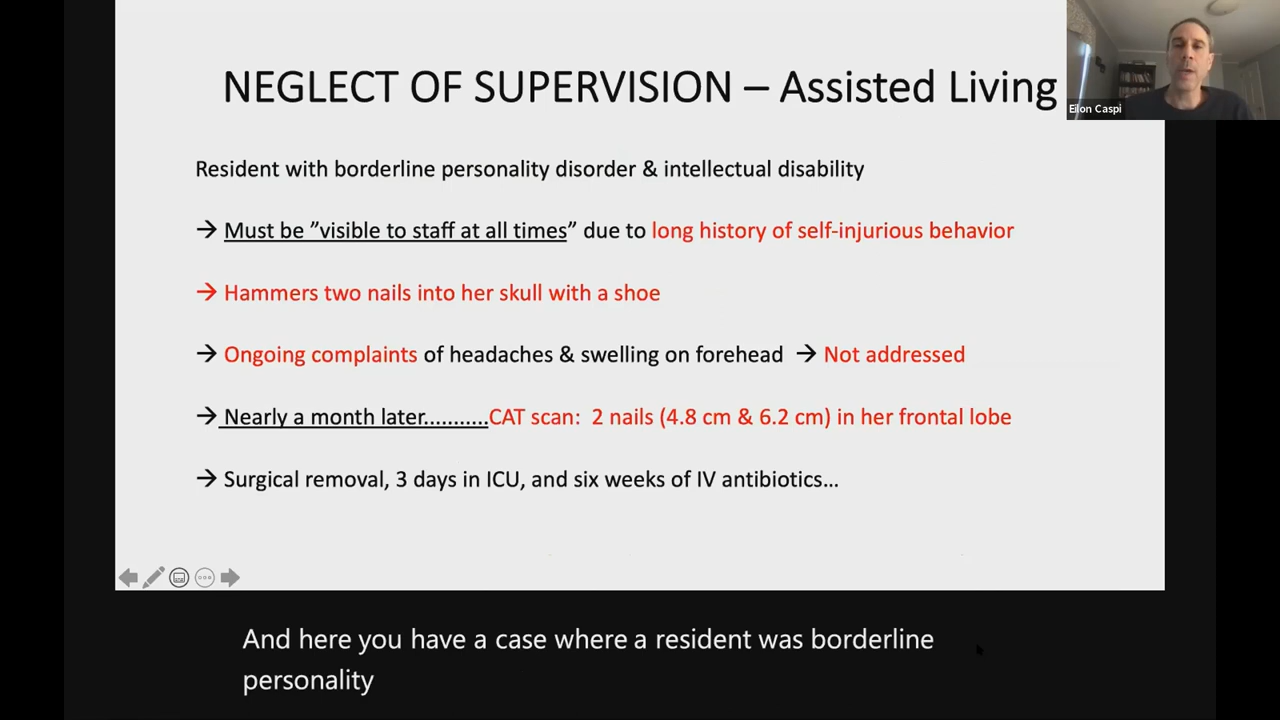 NEGLECT OF SUPERVISION – Assisted Living
Eilon Caspi
Resident with borderline personality disorder & intellectual disability
→ Must be ”visible to staff at all times” due to long history of self-injurious behavior
→ Hammers two nails into her skull with a shoe
→ Ongoing complaints of headaches & swelling on forehead → Not addressed
→ Nearly a month later...........CAT scan: 2 nails (4.8 cm & 6.2 cm) in her frontal lobe
→ Surgical removal, 3 days in ICU, and six weeks of IV antibiotics...
And here you have a case where a resident was borderline
personality